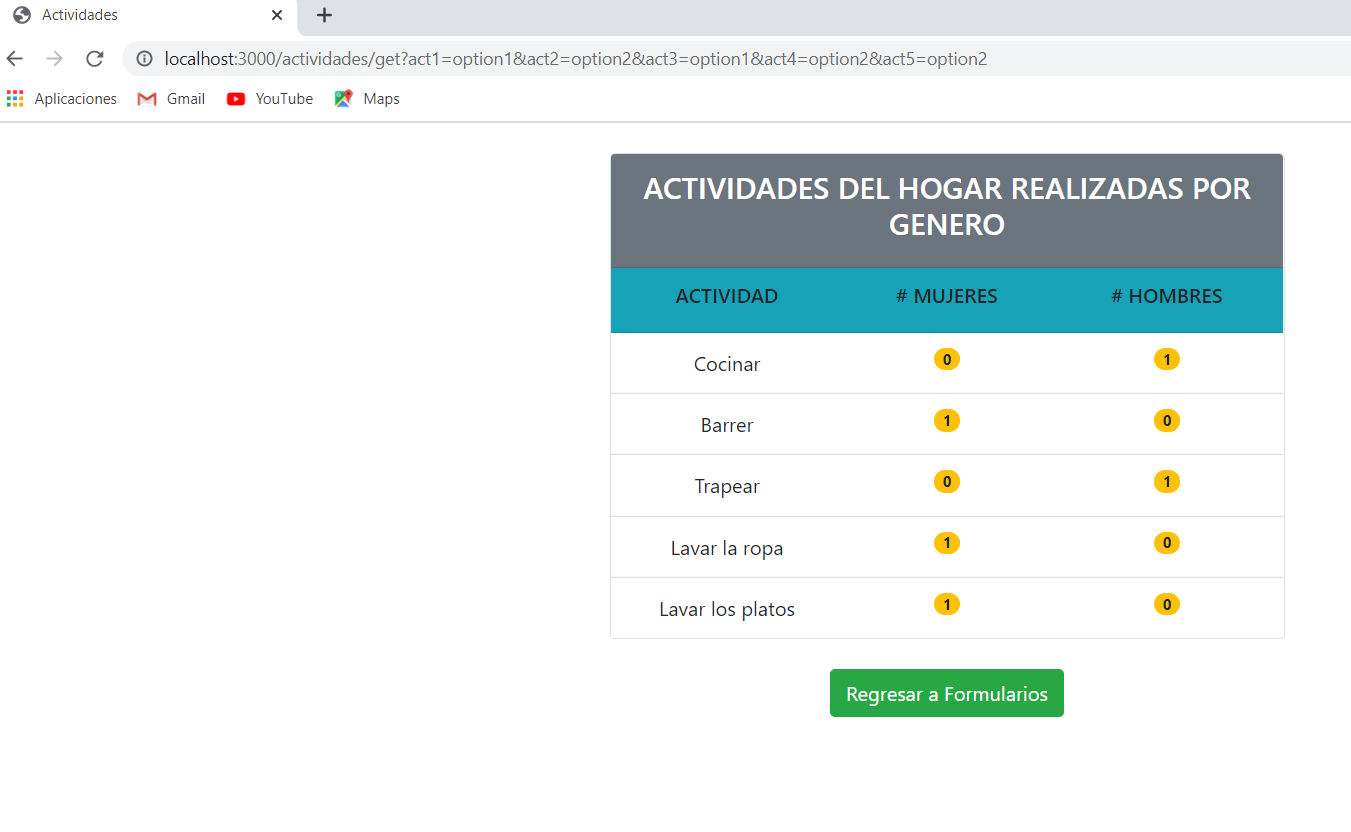 Actividades
localhost:3000/actividades/get?act1=option1&act2=option2&act3=option1&act4=option2&act5=option2
Aplicaciones Gmail YouTube Maps
ACTIVIDADES DEL HOGAR REALIZADAS POR
GENERO
ACTIVIDAD # MUJERES # HOMBRES
Cocinar 0 1
Barrer 1 0
Trapear 0 1
Lavar la ropa 1 0
Lavar los platos 1 0
Regresar a Formularios